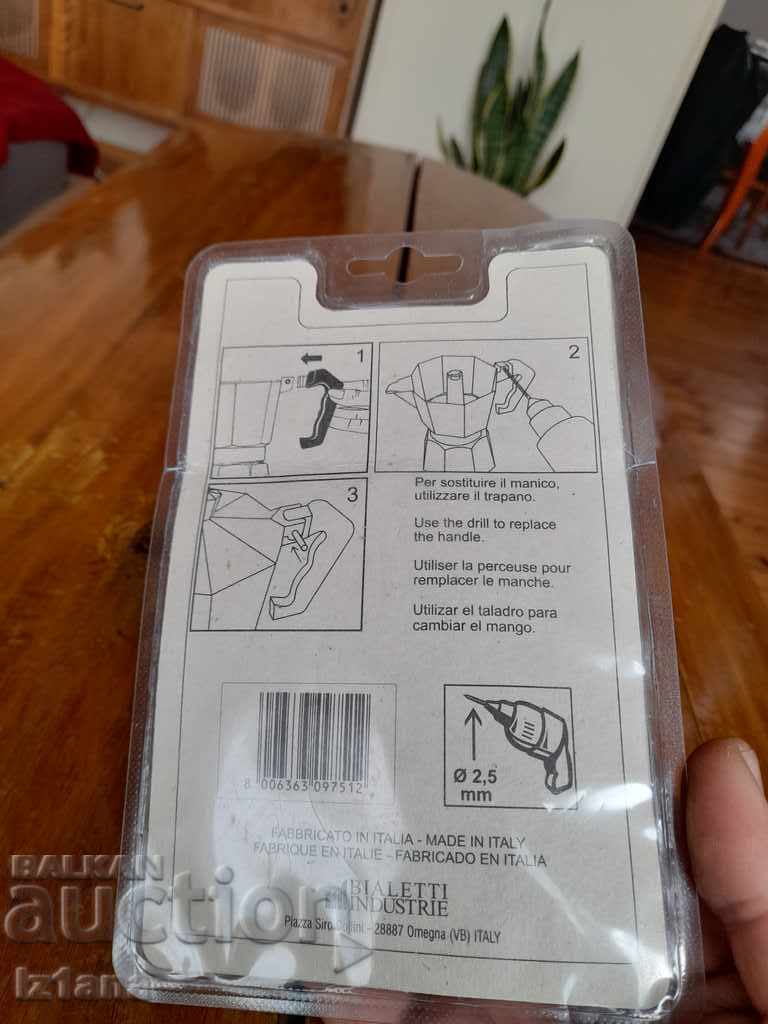 1
2
3
Per sostituire il manico,
utilizzare il trapano.
Use the drill to replace
the handle.
Utiliser la perceuse pour
remplacer le manche.
Utilizar el taladro para
cambiar el mango.
8 006363 097512
Ø 2,5
mm
FABBRICATO IN ITALIA - MADE IN ITALY
FABRIQUE EN ITALIE - FABRICADO EN ITALIA
BIALETTI
INDUSTRIE
Piazza Siro - 28887 Omegna (VB) ITALY
BALKAN
auction
Iz1ana